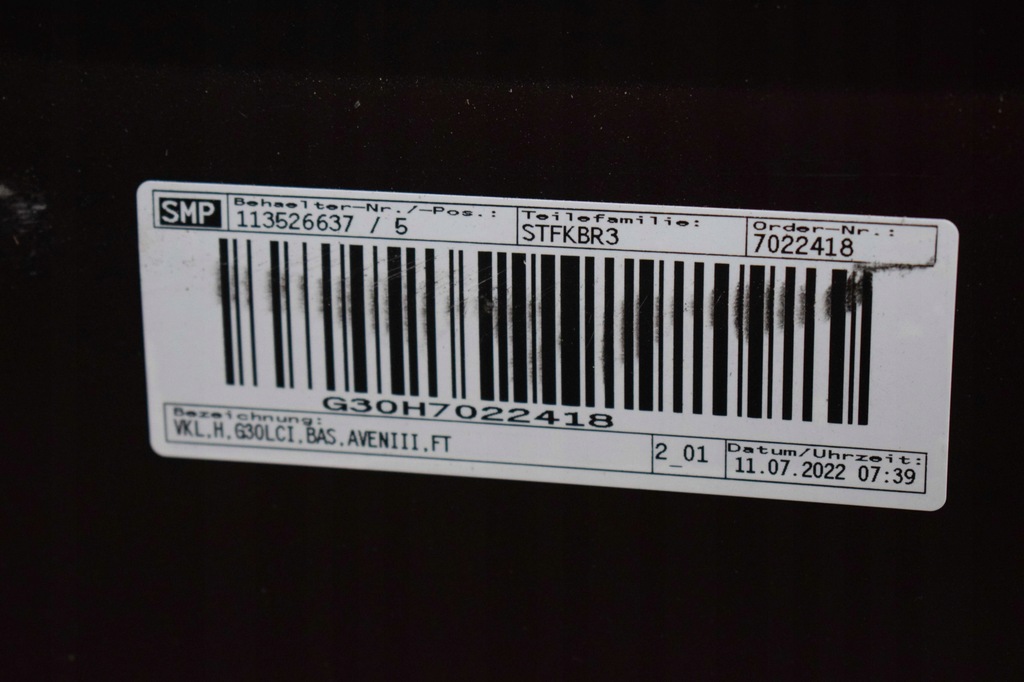 SMP
Behaelter-Nr./-Pos.:
113526637 / 5
Teilefamilie:
STFKBR3
Order-Nr.:
7022418
G30H7022418
Bezeichnung:
VKL.H.G30LCI.BAS.AVENIII.FT
2_01
Datum/Uhrzeit:
11.07.2022 07:39